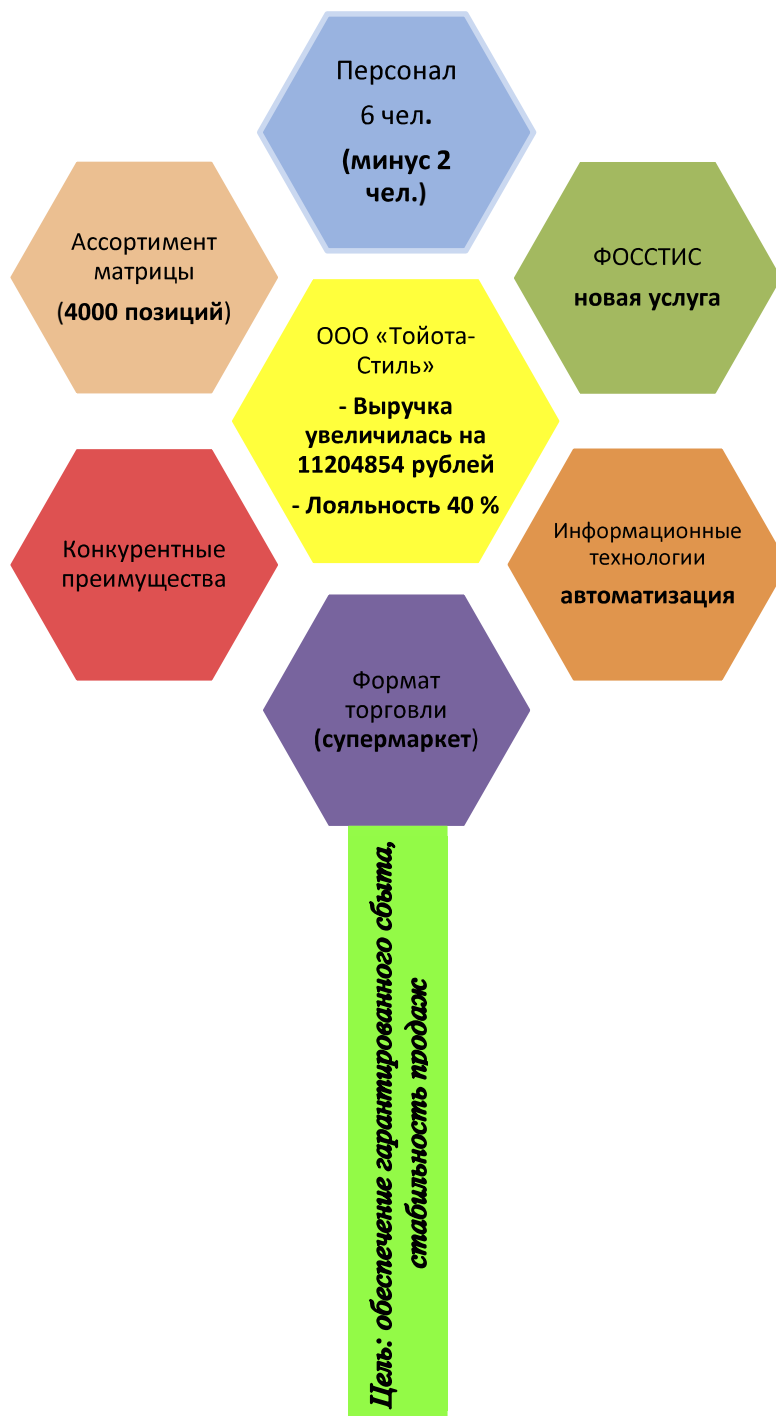 Персонал
6 чел.
(минус 2
чел.)
Ассортимент
матрицы
(4000 позиций)
ФОССТИС
новая услуга
ООО «Тойота-
Стиль»
- Выручка
увеличилась на
11204854 рублей
- Лояльность 40 %
Конкурентные
преимущества
Информационные
технологии
автоматизация
Формат
торговли
(супермаркет)
Цель: обеспечение гарантированного сбыта,
стабильность продаж